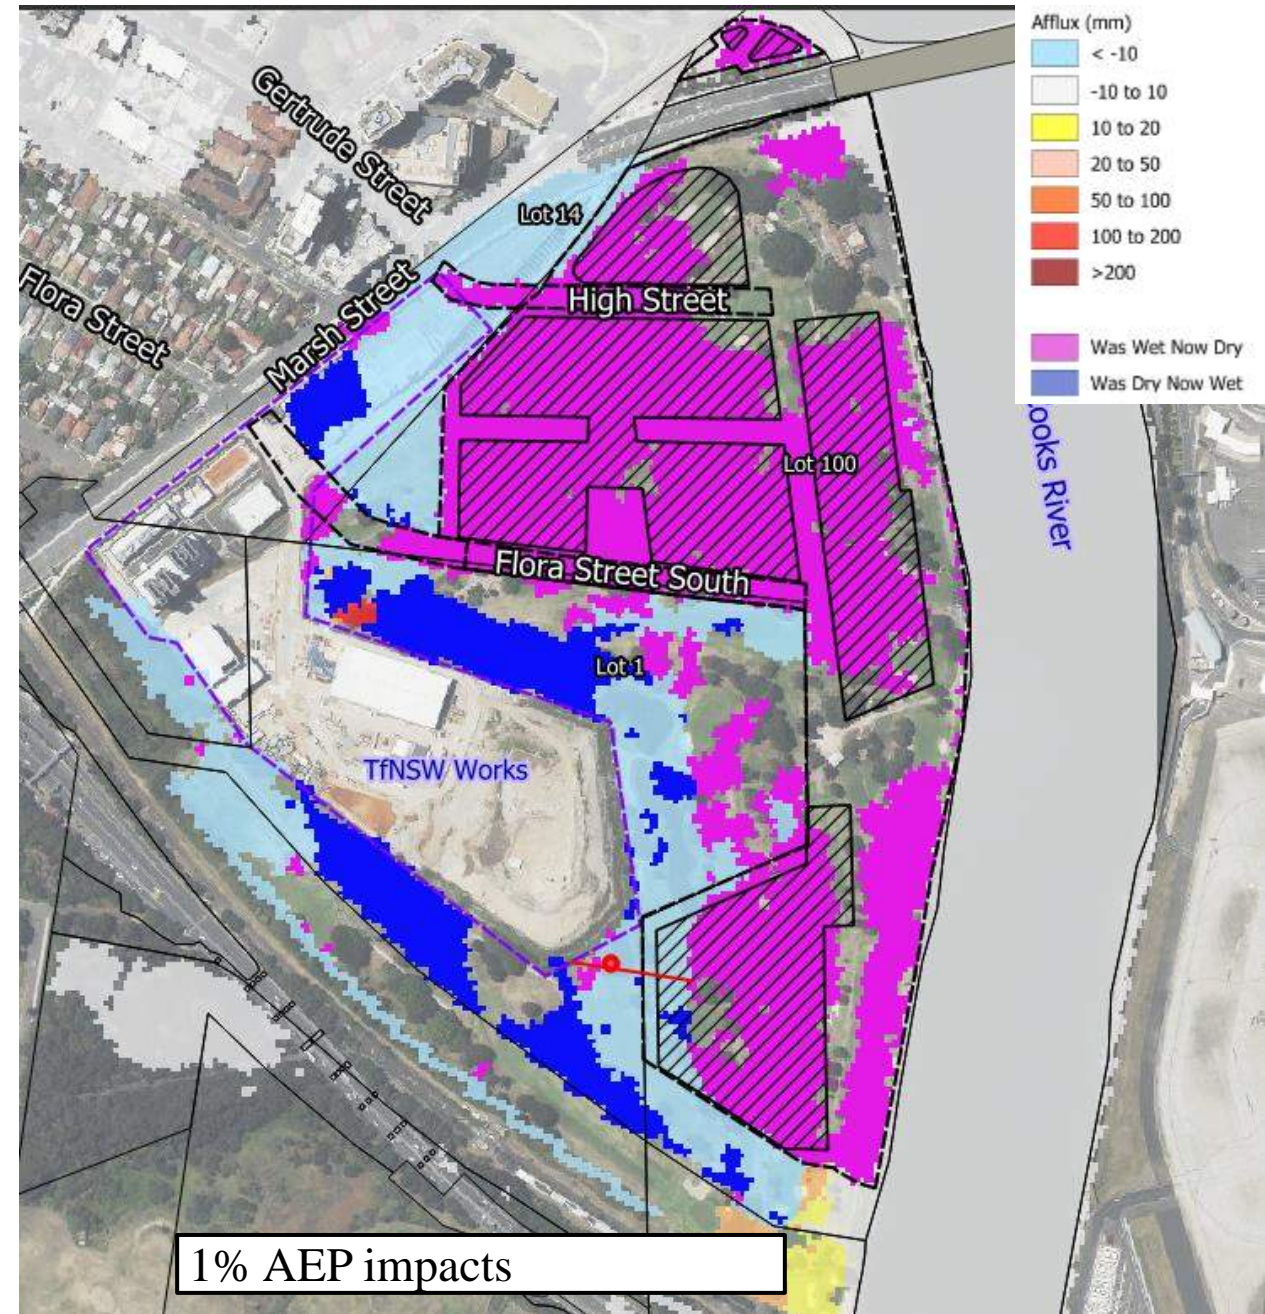 Afflux (mm)
< -10
-10 to 10
10 to 20
20 to 50
50 to 100
100 to 200
>200
Was Wet Now Dry
Was Dry Now Wet
Gertrude Street
Lot 14
Flora Street
Marsh Street
High Street
Lot 100
ooks River
Flora Street South
Lot 1
TfNSW Works
1% AEP impacts